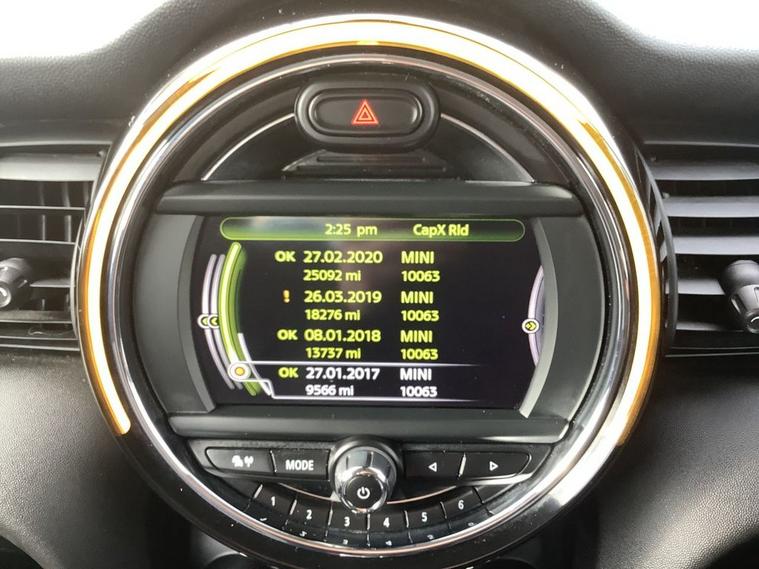 2:25 pm CapX Rld
OK 27.02.2020 MINI
25092 mi 10063
! 26.03.2019 MINI
18276 mi 10063
OK 08.01.2018 MINI
13737 mi 10063
OK 27.01.2017 MINI
9566 mi 10063
MODE
1 2 3 4 5 6